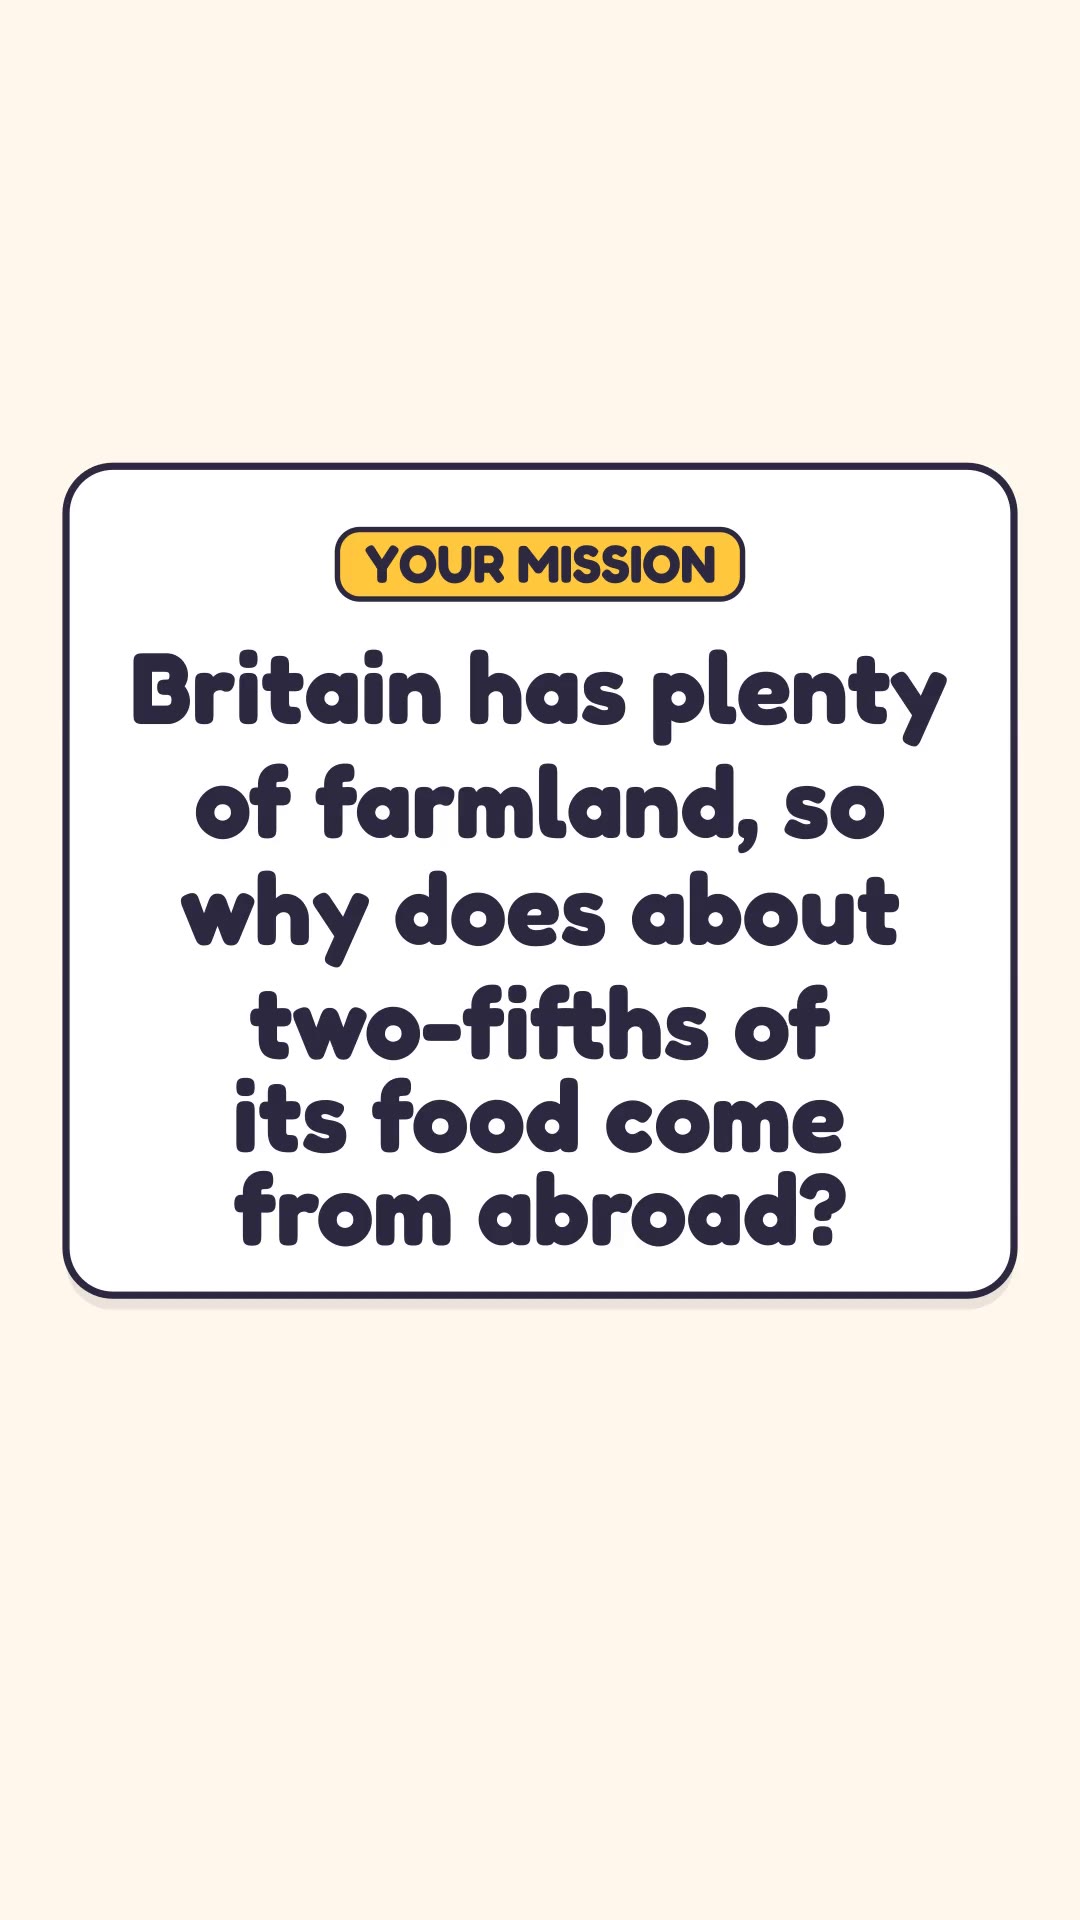 YOUR MISSION
Britain has plenty
of farmland, so
why does about
two-fifths of
its food come
from abroad?